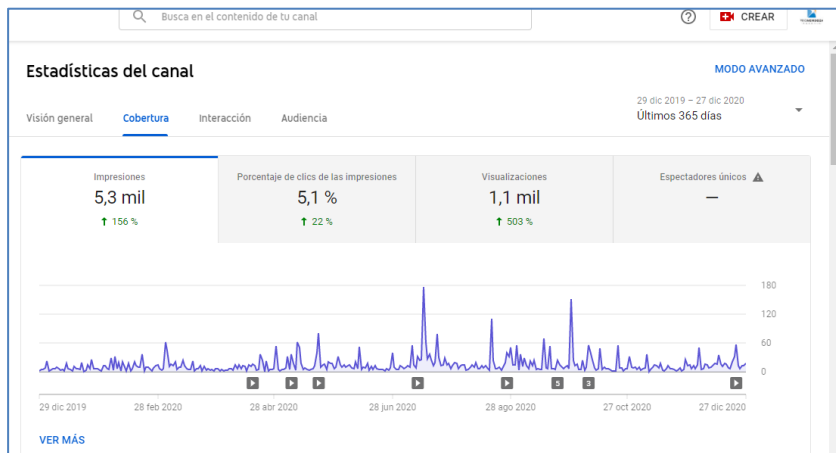 Busca en el contenido de tu canal
CREAR
Estadísticas del canal
MODO AVANZADO
Visión general
Cobertura
Interacción
Audiencia
29 dic 2019 – 27 dic 2020
Últimos 365 días
Impresiones
5,3 mil
156 %
Porcentaje de clics de las impresiones
5,1 %
22 %
Visualizaciones
1,1 mil
503 %
Espectadores únicos
—
180
120
60
0
5
3
29 dic 2019
28 feb 2020
28 abr 2020
28 jun 2020
28 ago 2020
27 oct 2020
27 dic 2020
VER MÁS